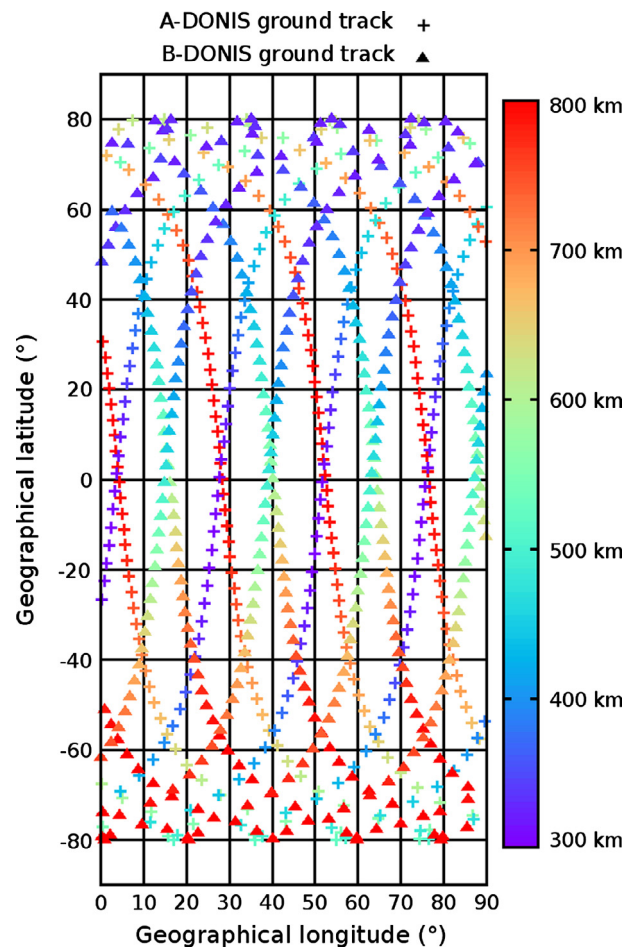 A-DONIS ground track
B-DONIS ground track
80
60
40
20
0
-20
-40
-60
-80
Geographical latitude (°)
0 10 20 30 40 50 60 70 80 90
Geographical longitude (°)
800 km
700 km
600 km
500 km
400 km
300 km